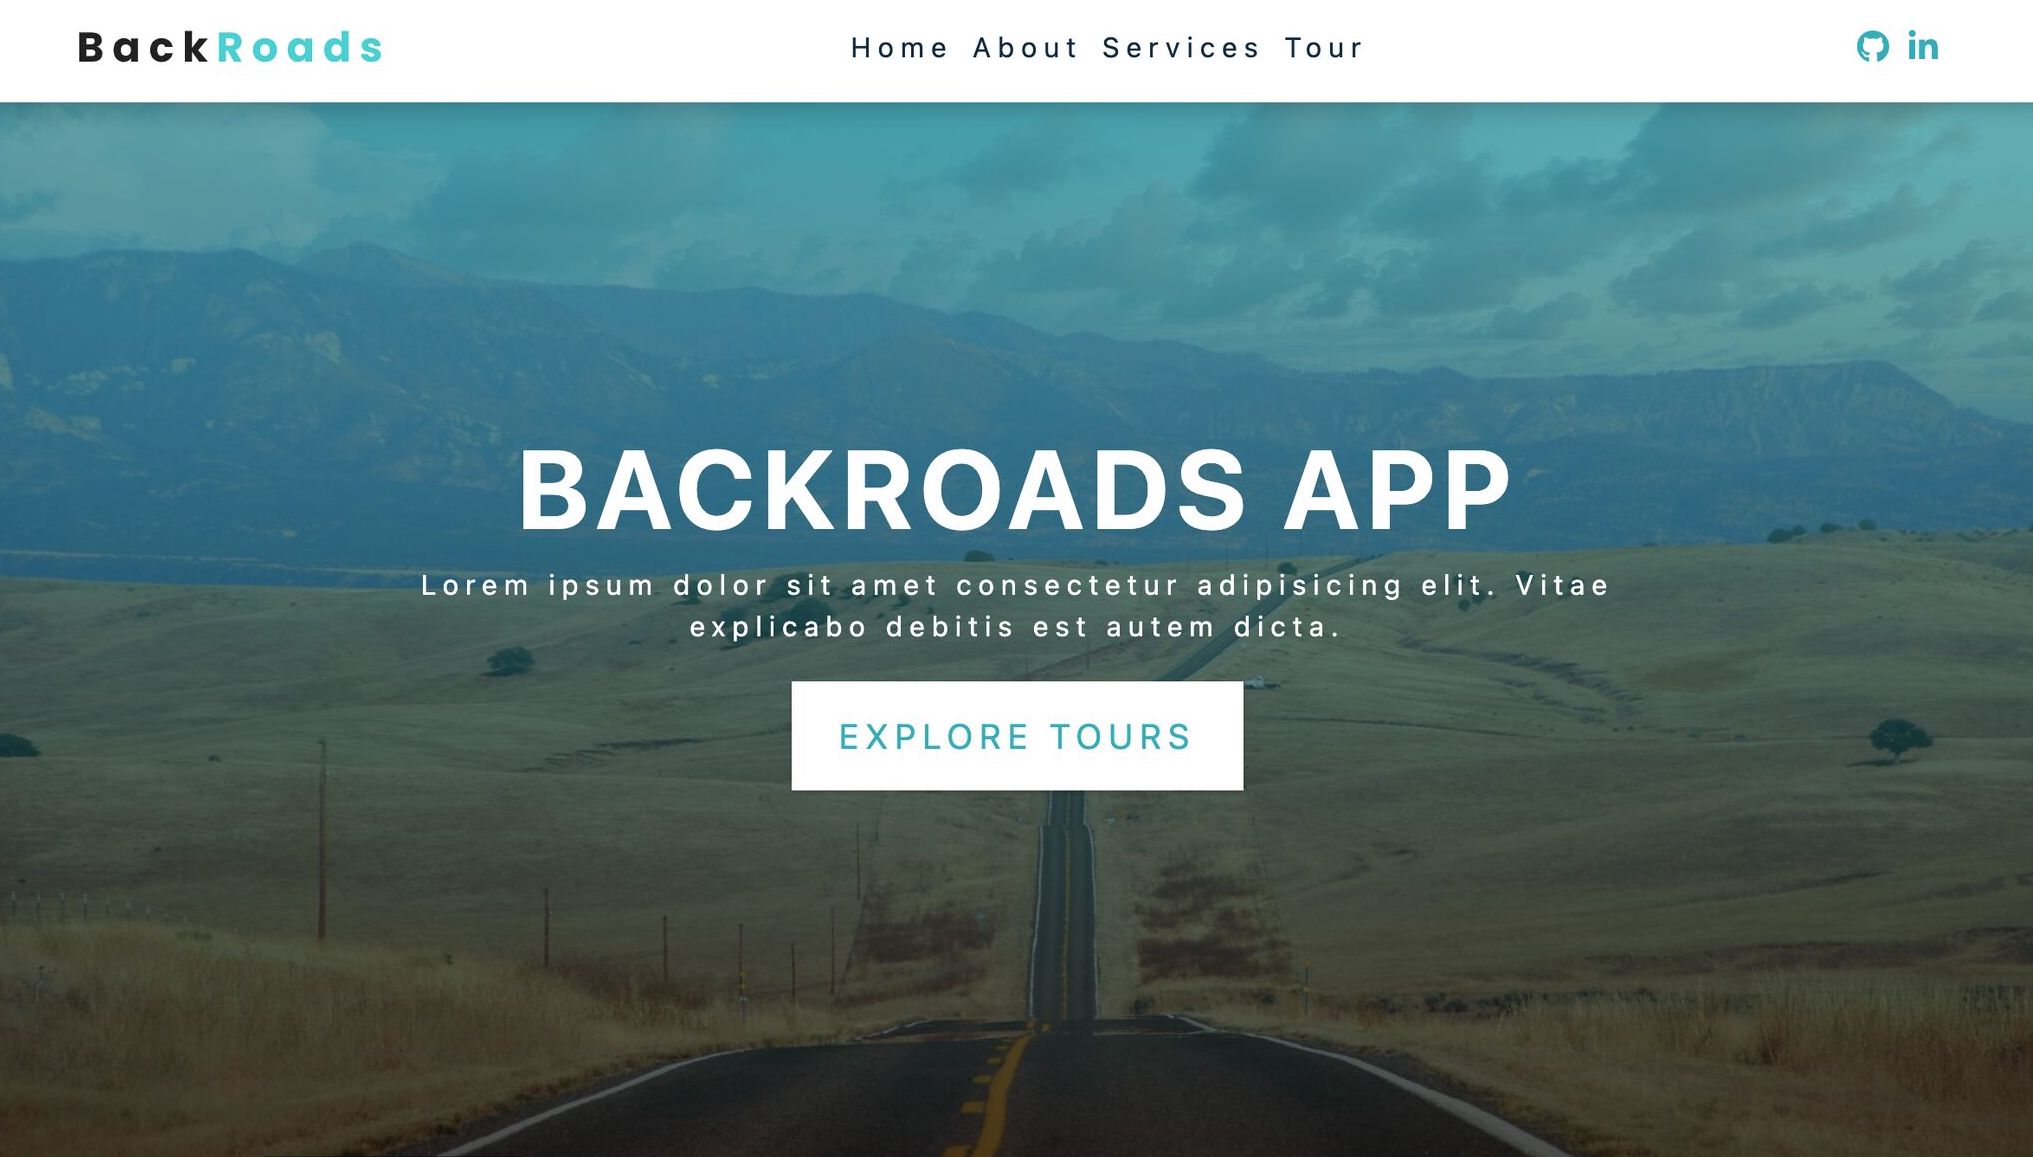 BackRoads
Home About Services Tour
in
BACKROADS APP
Lorem ipsum dolor sit amet consectetur adipisicing elit. Vitae
explicabo debitis est autem dicta.
EXPLORE TOURS